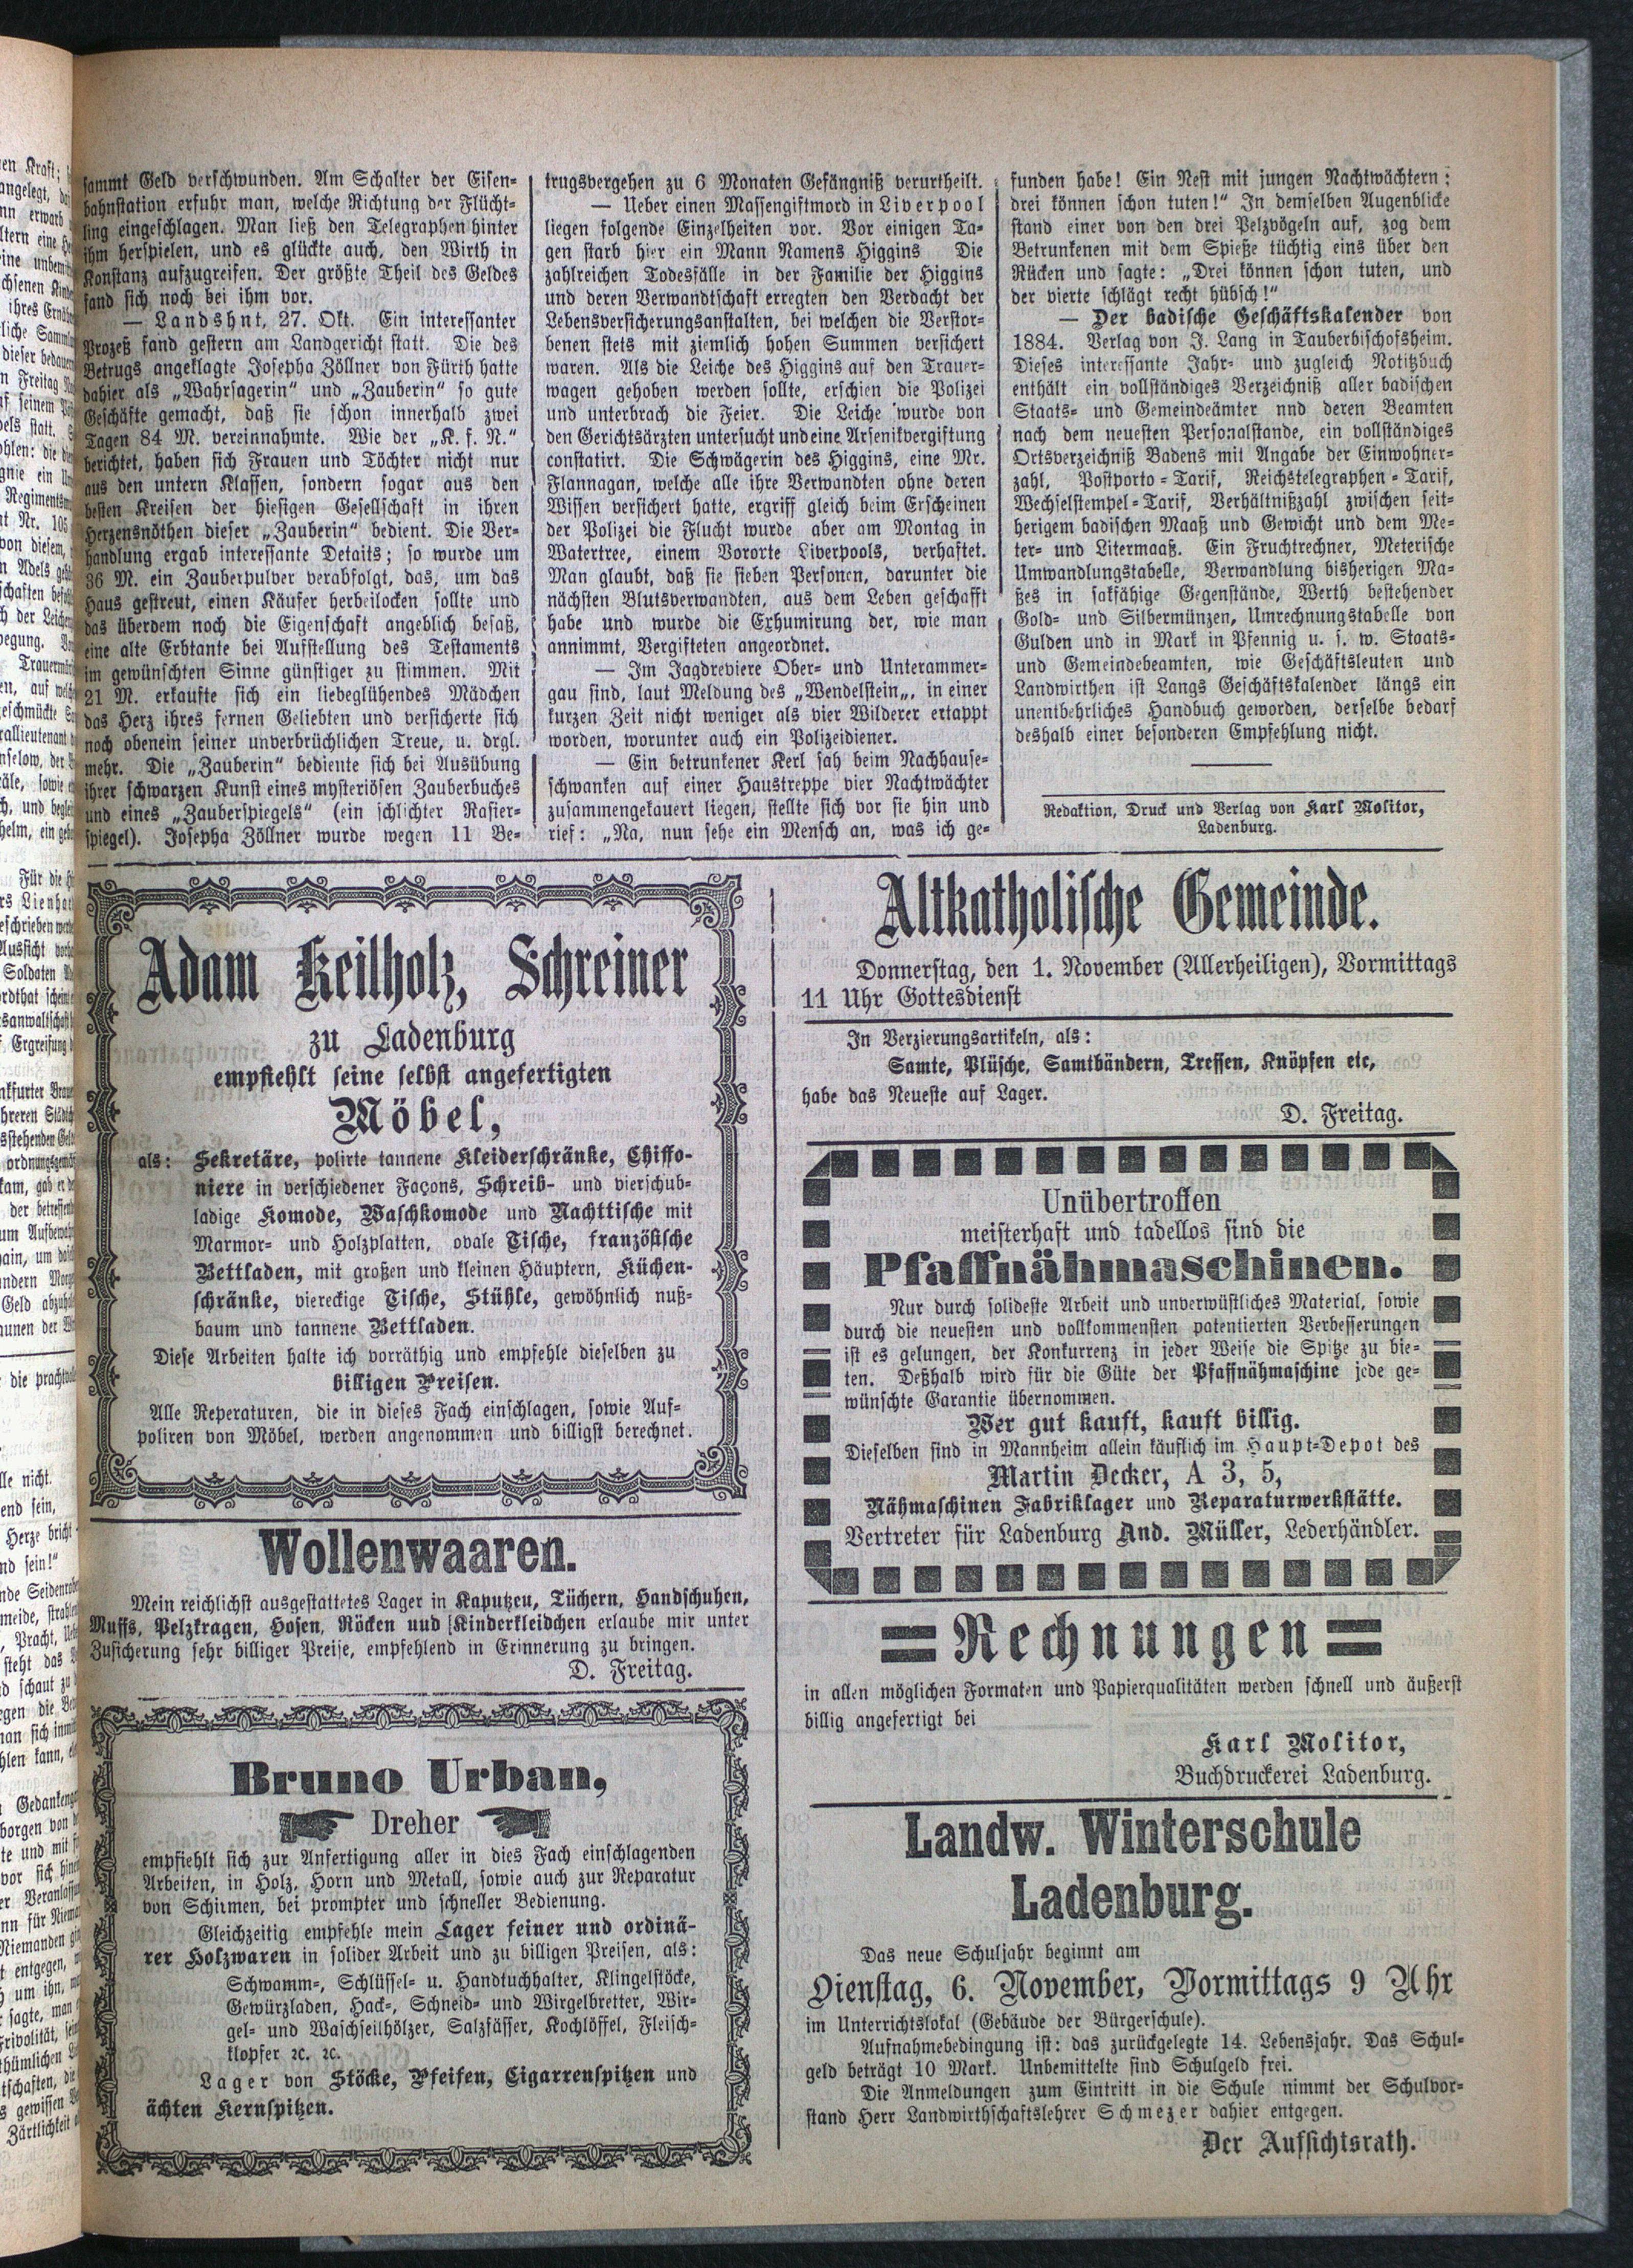 sammt Geld verschwunden. Am Schalter der Eisen-
bahnstation erfuhr man, welche Richtung der Flücht-
ling eingeschlagen. Man ließ den Telegraphen hinter
ihm herspielen, und es glückte auch, den Wirth in
Konstanz aufzugreifen. Der größte Theil des Geldes
fand sich noch bei ihm vor.
— Landshnt, 27. Okt. Ein interessanter
Prozeß fand gestern am Landgericht statt. Die des
Betrugs angeklagte Josepha Zöllner von Fürth hatte
dahier als „Wahrsagerin“ und „Zauberin“ so gute
Geschäfte gemacht, daß sie schon innerhalb zwei
Tagen 84 M. vereinnahmte. Wie der „K. f. N.“
berichtet, haben sich Frauen und Töchter nicht nur
aus den untern Klassen, sondern sogar aus den
besten Kreisen der hiesigen Gesellschaft in ihren
Herzensnöthen dieser „Zauberin“ bedient. Die Ver-
handlung ergab interessante Details; so wurde um
36 M. ein Zauberpulver verabfolgt, das, um das
Haus gestreut, einen Käufer herbeilocken sollte und
das überdem noch die Eigenschaft angeblich besaß,
eine alte Erbtante bei Aufstellung des Testaments
im gewünschten Sinne günstiger zu stimmen. Mit
21 M. erkaufte sich ein liebeglühendes Mädchen
das Herz ihres fernen Geliebten und versicherte sich
noch obenein seiner unverbrüchlichen Treue, u. drgl.
mehr. Die „Zauberin“ bediente sich bei Ausübung
ihrer schwarzen Kunst eines mysteriösen Zauberbuches
und eines „Zauberspiegels“ (ein schlichter Rasier-
spiegel). Josepha Zöllner wurde wegen 11 Be-
trugsvergehen zu 6 Monaten Gefängniß verurtheilt.
— Ueber einen Massengiftmord in Liverpool
liegen folgende Einzelheiten vor. Vor einigen Ta-
gen starb hier ein Mann Namens Higgins Die
zahlreichen Todesfälle in der Familie der Higgins
und deren Verwandtschaft erregten den Verdacht der
Lebensversicherungsanstalten, bei welchen die Verstor-
benen stets mit ziemlich hohen Summen versichert
waren. Als die Leiche des Higgins auf den Trauer-
wagen gehoben werden sollte, erschien die Polizei
und unterbrach die Feier. Die Leiche wurde von
den Gerichtsärzten untersucht und eine Arsenikvergiftung
constatirt. Die Schwägerin des Higgins, eine Mr.
Flannagan, welche alle ihre Verwandten ohne deren
Wissen versichert hatte, ergriff gleich beim Erscheinen
der Polizei die Flucht wurde aber am Montag in
Watertree, einem Vororte Liverpools, verhaftet.
Man glaubt, daß sie sieben Personen, darunter die
nächsten Blutsverwandten, aus dem Leben geschafft
habe und wurde die Exhumirung der, wie man
annimmt, Vergifteten angeordnet.
— Im Jagdreviere Ober- und Unterammer-
gau sind, laut Meldung des „Wendelstein„, in einer
kurzen Zeit nicht weniger als vier Wilderer ertappt
worden, worunter auch ein Polizeidiener.
— Ein betrunkener Kerl sah beim Nachhause-
schwanken auf einer Haustreppe vier Nachtwächter
zusammengekauert liegen, stellte sich vor sie hin und
rief: „Na, nun sehe ein Mensch an, was ich ge-
funden habe! Ein Nest mit jungen Nachtwächtern:
drei können schon tuten!“ In demselben Augenblicke
stand einer von den drei Pelzvögeln auf, zog dem
Betrunkenen mit dem Spieße tüchtig eins über den
Rücken und sagte: „Drei können schon tuten, und
der vierte schlägt recht hübsch!“
— Der badische Geschäftskalender von
1884. Verlag von J. Lang in Tauberbischofsheim.
Dieses interessante Jahr- und zugleich Notitzbuch
enthält ein vollständiges Verzeichniß aller badischen
Staats- und Gemeindeämter nnd deren Beamten
nach dem neuesten Personalstande, ein vollständiges
Ortsverzeichniß Badens mit Angabe der Einwohner-
zahl, Postporto-Tarif, Reichstelegraphen-Tarif,
Wechselstempel-Tarif, Verhältnißzahl zwischen seit-
herigem badischen Maaß und Gewicht und dem Me-
ter- und Litermaaß. Ein Fruchtrechner, Meterische
Umwandlungstabelle, Verwandlung bisherigen Ma-
ßes in sakfähige Gegenstände, Werth bestehender
Gold- und Silbermünzen, Umrechnungstabelle von
Gulden und in Mark in Pfennig u. s. w. Staats-
und Gemeindebeamten, wie Geschäftsleuten und
Landwirthen ist Langs Geschäftskalender längs ein
unentbehrliches Handbuch geworden, derselbe bedarf
deshalb einer besonderen Empfehlung nicht.
Redaktion, Druck und Verlag von Karl Molitor,
Ladenburg.
Adam Keilholz, Schreiner
zu Ladenburg
empfiehlt seine selbst angefertigten
Möbel,
als: Sekretäre, polirte tannene Kleiderschränke, Chiffo-
niere in verschiedener Façons, Schreib- und vierschub-
ladige Komode, Waschkomode und Nachttische mit
Marmor- und Holzplatten, ovale Tische, französische
Bettladen, mit großen und kleinen Häuptern, Küchen-
schränke, viereckige Tische, Stühle, gewöhnlich nuß-
baum und tannene Bettladen.
Diese Arbeiten halte ich vorräthig und empfehle dieselben zu
billigen Preisen.
Alle Reperaturen, die in dieses Fach einschlagen, sowie Auf-
poliren von Möbel, werden angenommen und billigst berechnet.
Wollenwaaren.
Mein reichlichst ausgestattetes Lager in Kaputzen, Tüchern, Handschuhen,
Muffs, Pelzkragen, Hosen, Röcken und Kinderkleidchen erlaube mir unter
Zusicherung sehr billiger Preise, empfehlend in Erinnerung zu bringen.
D. Freitag.
Bruno Urban,
Dreher
empfiehlt sich zur Anfertigung aller in dies Fach einschlagenden
Arbeiten, in Holz, Horn und Metall, sowie auch zur Reparatur
von Schirmen, bei prompter und schneller Bedienung.
Gleichzeitig empfehle mein Lager feiner und ordinä-
rer Holzwaren in solider Arbeit und zu billigen Preisen, als:
Schwamm-, Schlüssel- u. Handtuchhalter, Klingelstöcke,
Gewürzladen, Hack-, Schneid- und Wirgelbretter, Wir-
gel- und Waschseilhölzer, Salzfässer, Kochlöffel, Fleisch-
klopfer ꝛc. ꝛc.
Lager von Stöcke, Pfeifen, Cigarrenspitzen und
ächten Kernspitzen.
Altkatholische Gemeinde.
Donnerstag, den 1. November (Allerheiligen), Vormittags
11 Uhr Gottesdienst
In Verzierungsartikeln, als:
Samte, Plüsche, Samtbändern, Tressen, Knöpfen etc,
habe das Neueste auf Lager.
D. Freitag.
Unübertroffen
meisterhaft und tadellos sind die
Pfaffnähmaschinen.
Nur durch solideste Arbeit und unverwüstliches Material, sowie
durch die neuesten und vollkommensten patentierten Verbesserungen
ist es gelungen, der Konkurrenz in jeder Weise die Spitze zu bie-
ten. Deßhalb wird für die Güte der Pfaffnähmaschine jede ge-
wünschte Garantie übernommen.
Wer gut kauft, kauft billig.
Dieselben sind in Mannheim allein käuflich im Haupt-Depot des
Martin Decker, A 3, 5,
Nähmaschinen Fabriklager und Reparaturwerkstätte.
Vertreter für Ladenburg And. Müller, Lederhändler.
Rechnungen
in allen möglichen Formaten und Papierqualitäten werden schnell und äußerst
billig angefertigt bei
Karl Molitor,
Buchdruckerei Ladenburg.
Landw. Winterschule
Ladenburg.
Das neue Schuljahr beginnt am
Dienstag, 6. November, Vormittags 9 Uhr
im Unterrichtslokal (Gebäude der Bürgerschule).
Aufnahmebedingung ist: das zurückgelegte 14. Lebensjahr. Das Schul-
geld beträgt 10 Mark. Unbemittelte sind Schulgeld frei.
Die Anmeldungen zum Eintritt in die Schule nimmt der Schulvor-
stand Herr Landwirthschaftslehrer Schmezer dahier entgegen.
Der Aufsichtsrath.